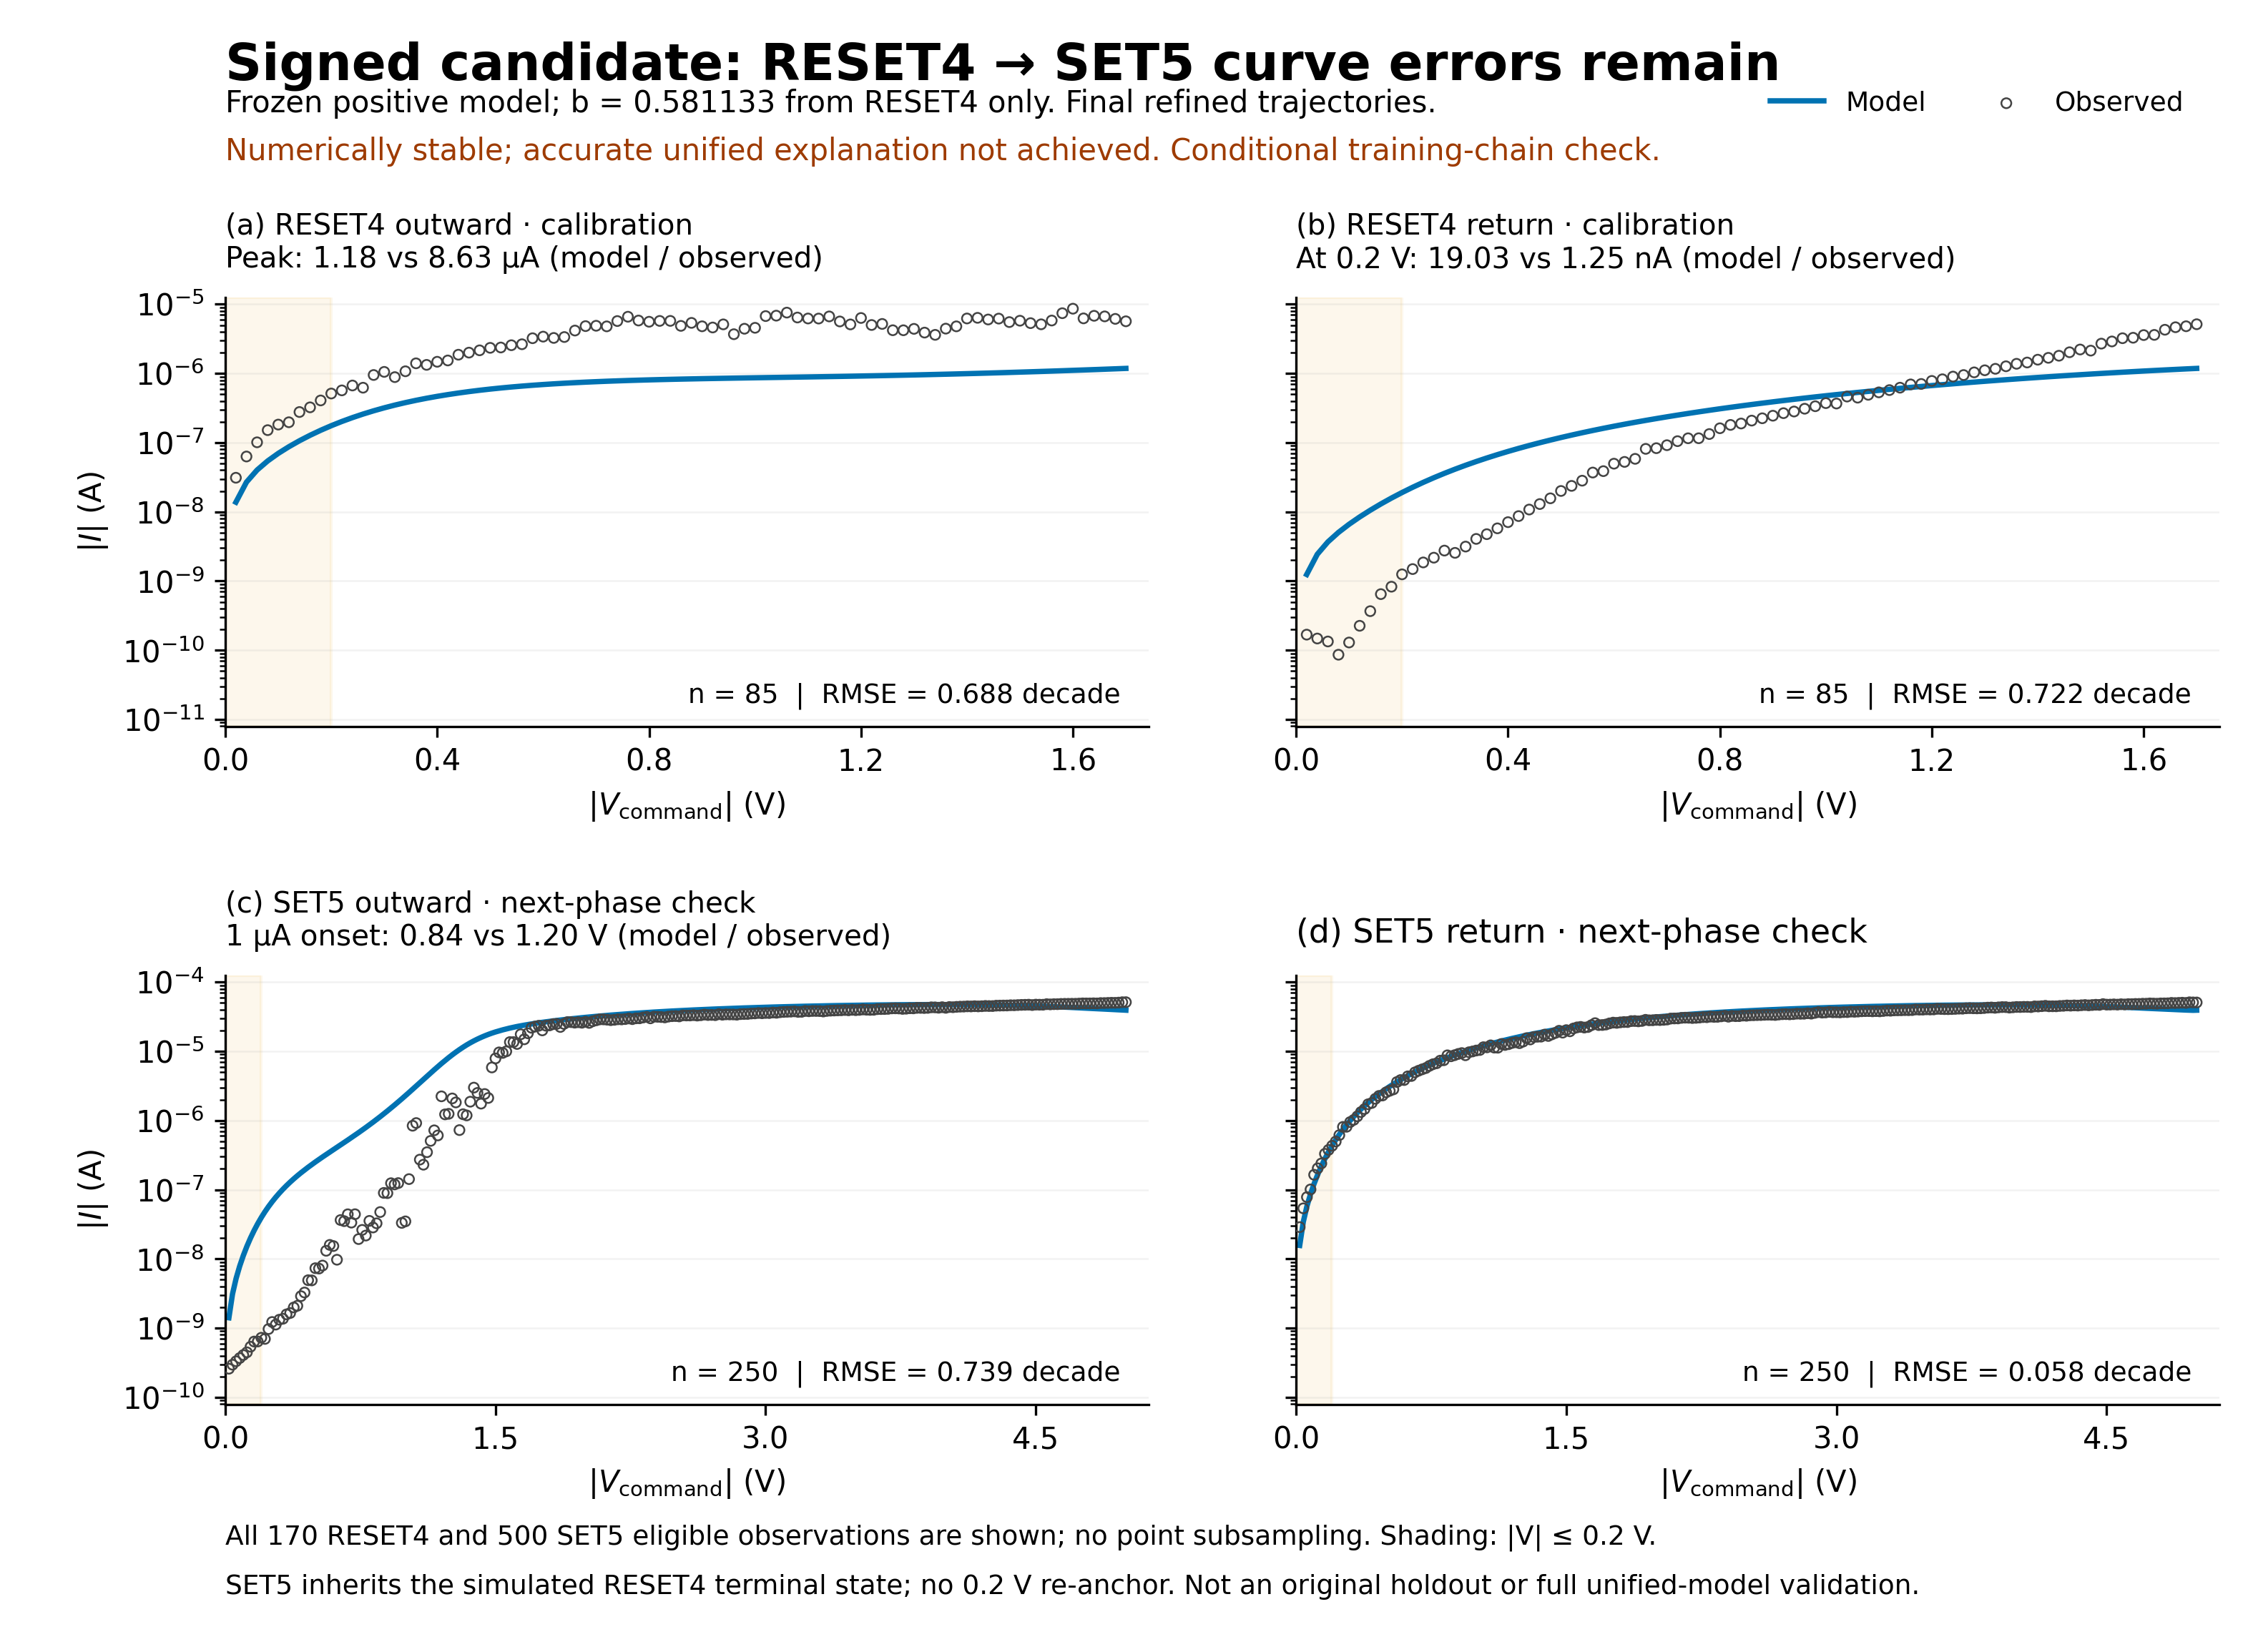 Signed candidate: RESET4 → SET5 curve errors remain
Frozen positive model; b = 0.581133 from RESET4 only. Final refined trajectories.
Model
Observed
Numerically stable; accurate unified explanation not achieved. Conditional training-chain check.
(a) RESET4 outward · calibration
Peak: 1.18 vs 8.63 µA (model / observed)
10⁻⁵
10⁻⁶
10⁻⁷
10⁻⁸
10⁻⁹
10⁻¹⁰
10⁻¹¹
|I| (A)
n = 85 | RMSE = 0.688 decade
0.0 0.4 0.8 1.2 1.6
|V_command| (V)
(b) RESET4 return · calibration
At 0.2 V: 19.03 vs 1.25 nA (model / observed)
n = 85 | RMSE = 0.722 decade
0.0 0.4 0.8 1.2 1.6
|V_command| (V)
(c) SET5 outward · next-phase check
1 µA onset: 0.84 vs 1.20 V (model / observed)
10⁻⁴
10⁻⁵
10⁻⁶
10⁻⁷
10⁻⁸
10⁻⁹
10⁻¹⁰
|I| (A)
n = 250 | RMSE = 0.739 decade
0.0 1.5 3.0 4.5
|V_command| (V)
(d) SET5 return · next-phase check
n = 250 | RMSE = 0.058 decade
0.0 1.5 3.0 4.5
|V_command| (V)
All 170 RESET4 and 500 SET5 eligible observations are shown; no point subsampling. Shading: |V| ≤ 0.2 V.
SET5 inherits the simulated RESET4 terminal state; no 0.2 V re-anchor. Not an original holdout or full unified-model validation.